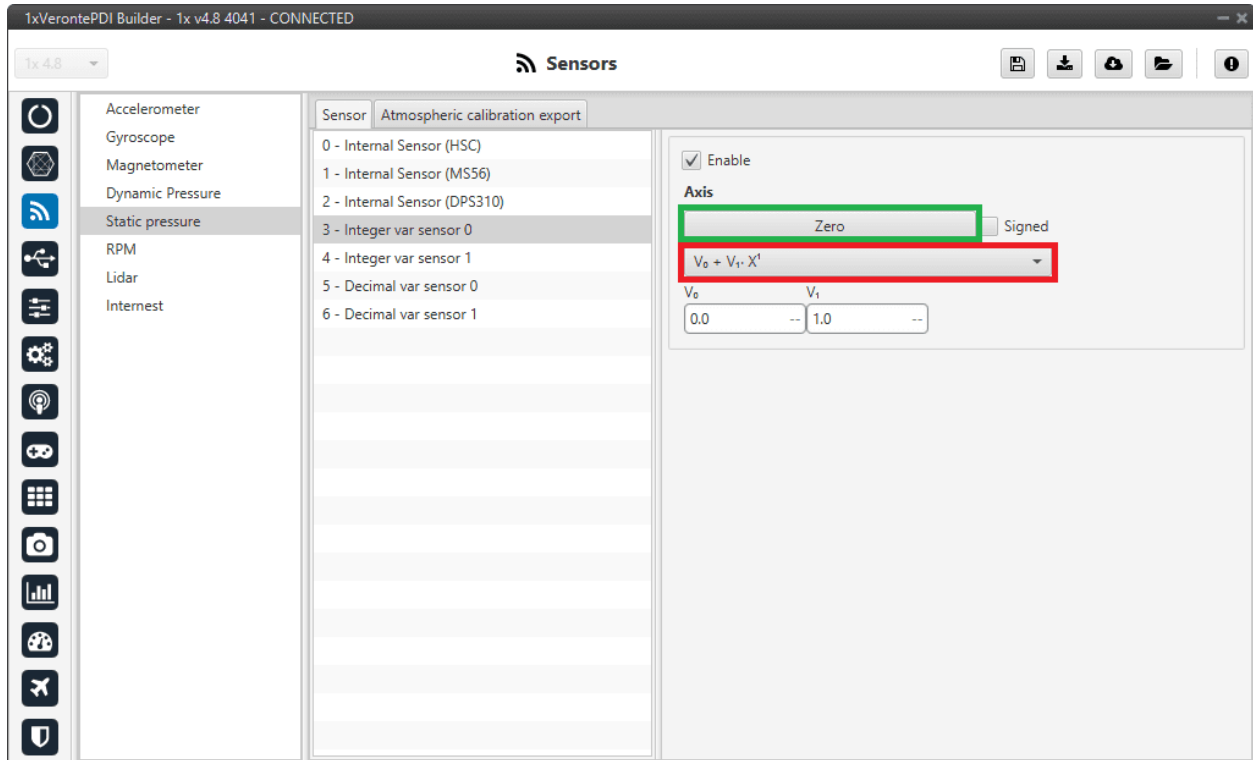 1xVerontePDI Builder - 1x v4.8 4041 - CONNECTED
1x 4.8
Sensors
Accelerometer
Gyroscope
Magnetometer
Dynamic Pressure
Static pressure
RPM
Lidar
Internest
Sensor
Atmospheric calibration export
0 - Internal Sensor (HSC)
1 - Internal Sensor (MS56)
2 - Internal Sensor (DPS310)
3 - Integer var sensor 0
4 - Integer var sensor 1
5 - Decimal var sensor 0
6 - Decimal var sensor 1
Enable
Axis
Zero
Signed
V₀ + V₁· X¹
V₀ V₁
0.0 -- 1.0 --